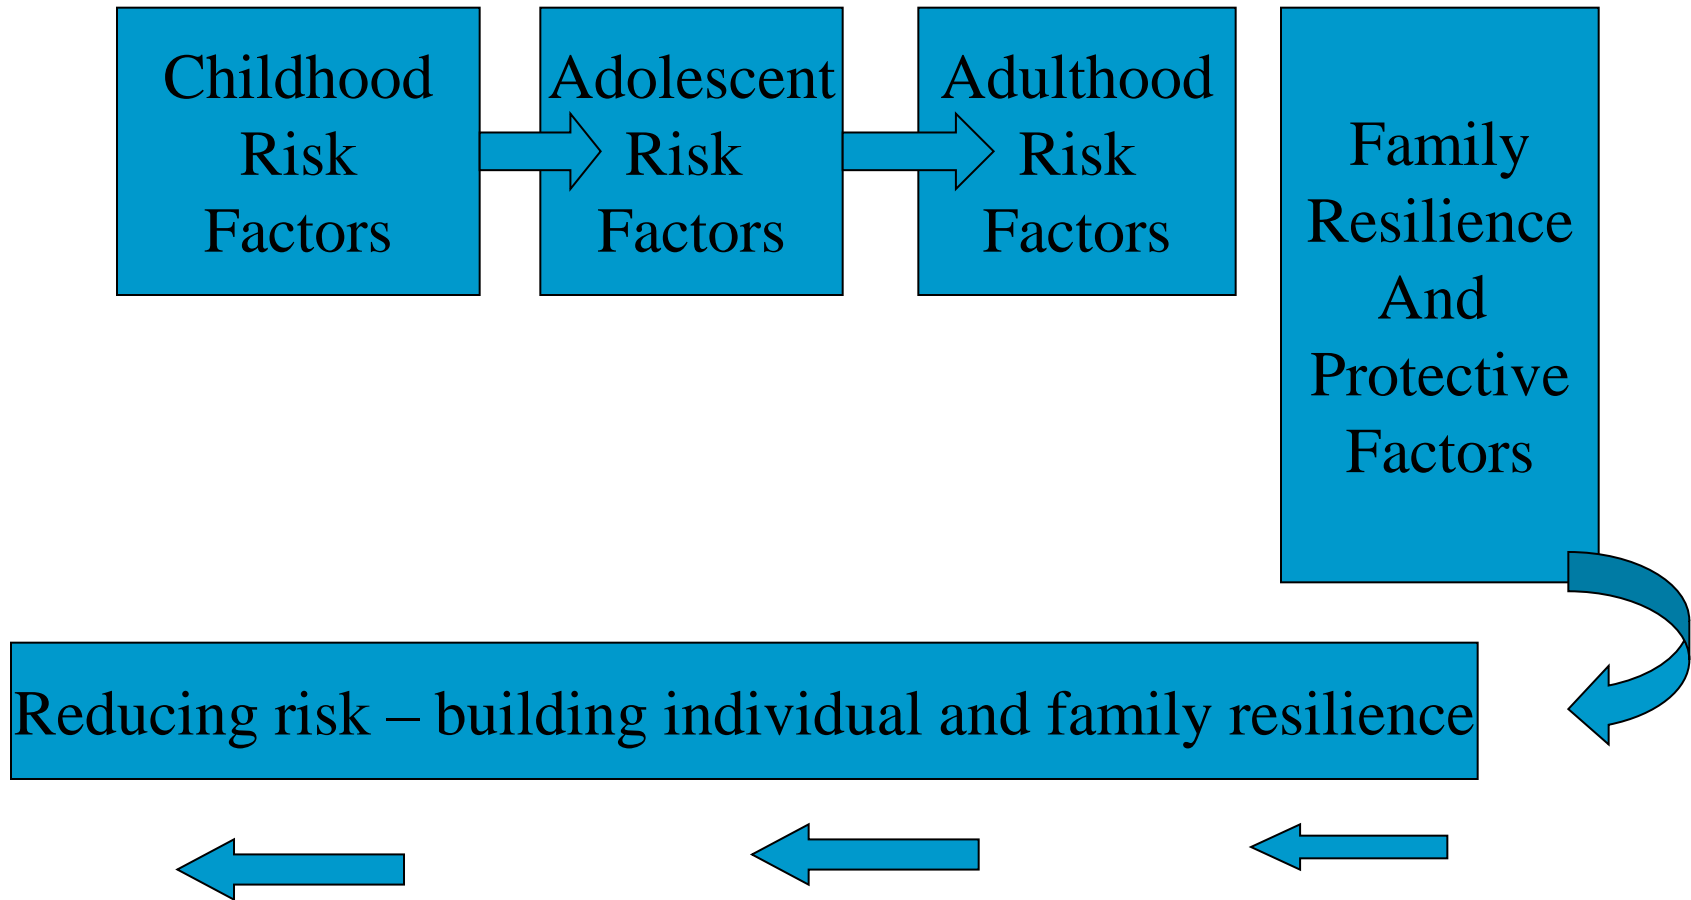 Childhood
Risk
Factors
Adolescent
Risk
Factors
Adulthood
Risk
Factors
Family
Resilience
And
Protective
Factors
Reducing risk – building individual and family resilience